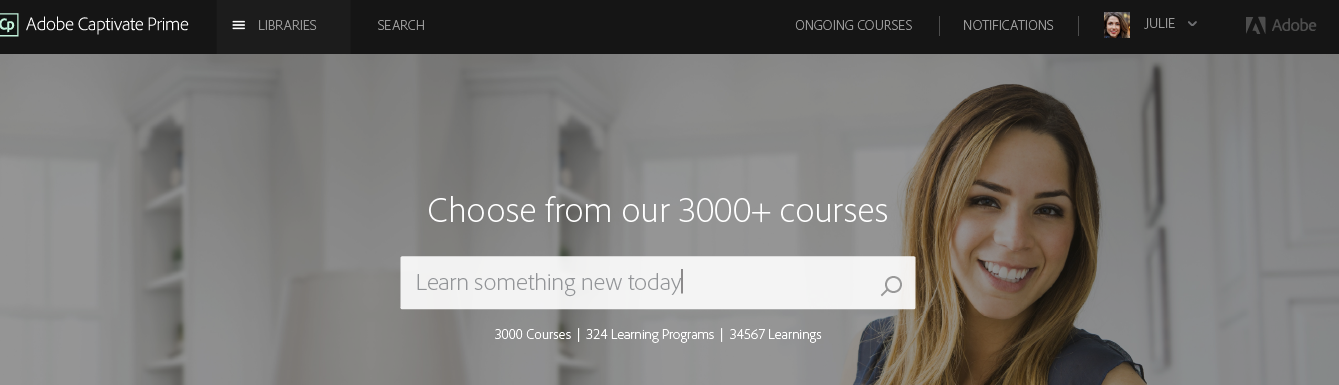 Cp Adobe Captivate Prime LIBRARIES SEARCH ONGOING COURSES NOTIFICATIONS JULIE Adobe
Choose from our 3000+ courses
Learn something new today
3000 Courses | 324 Learning Programs | 34567 Learnings